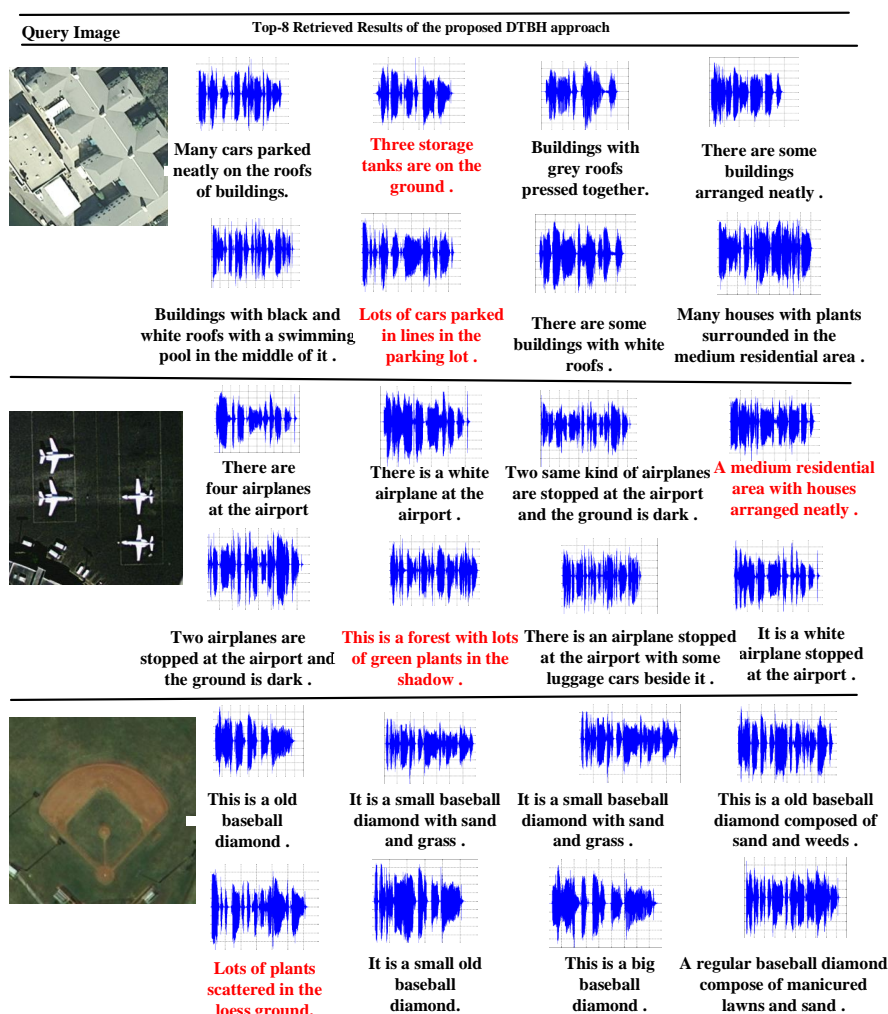 Query Image
Top-8 Retrieved Results of the proposed DTBH approach
Many cars parked
neatly on the roofs
of buildings.
Three storage
tanks are on the
ground .
Buildings with
grey roofs
pressed together.
There are some
buildings
arranged neatly .
Buildings with black and
white roofs with a swimming
pool in the middle of it .
Lots of cars parked
in lines in the
parking lot .
There are some
buildings with white
roofs .
Many houses with plants
surrounded in the
medium residential area .
There are
four airplanes
at the airport
There is a white
airplane at the
airport .
Two same kind of airplanes
are stopped at the airport
and the ground is dark .
A medium residential
area with houses
arranged neatly .
Two airplanes are
stopped at the airport and
the ground is dark .
This is a forest with lots
of green plants in the
shadow .
There is an airplane stopped
at the airport with some
luggage cars beside it .
It is a white
airplane stopped
at the airport .
This is a old
baseball
diamond .
It is a small baseball
diamond with sand
and grass .
It is a small baseball
diamond with sand
and grass .
This is a old baseball
diamond composed of
sand and weeds .
Lots of plants
scattered in the
loess ground.
It is a small old
baseball
diamond.
This is a big
baseball
diamond .
A regular baseball diamond
compose of manicured
lawns and sand .